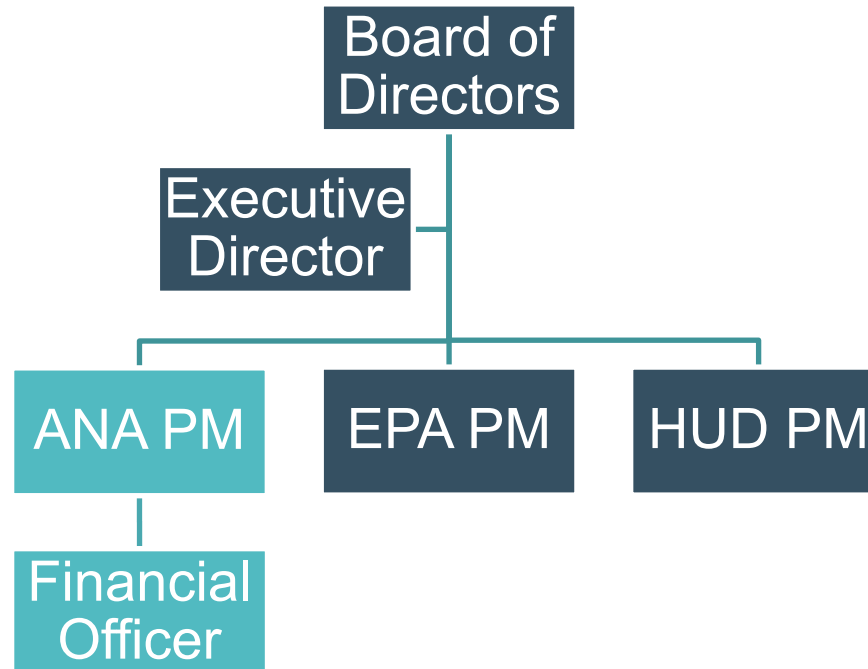 Board of
Directors
Executive
Director
ANA PM
EPA PM
HUD PM
Financial
Officer